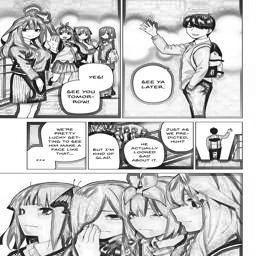 SEE YA
LATER.
YES!
SEE YOU
TOMOR-
ROW!
JUST AS
WE PRE-
DICTED,
HUH?
HE
ACTUALLY
LOOKED
SAD
ABOUT IT.
BUT I'M
KIND OF
GLAD.
WE'RE
PRETTY
LUCKY GET-
TING TO SEE
HIM MAKE A
FACE LIKE
THAT...
...